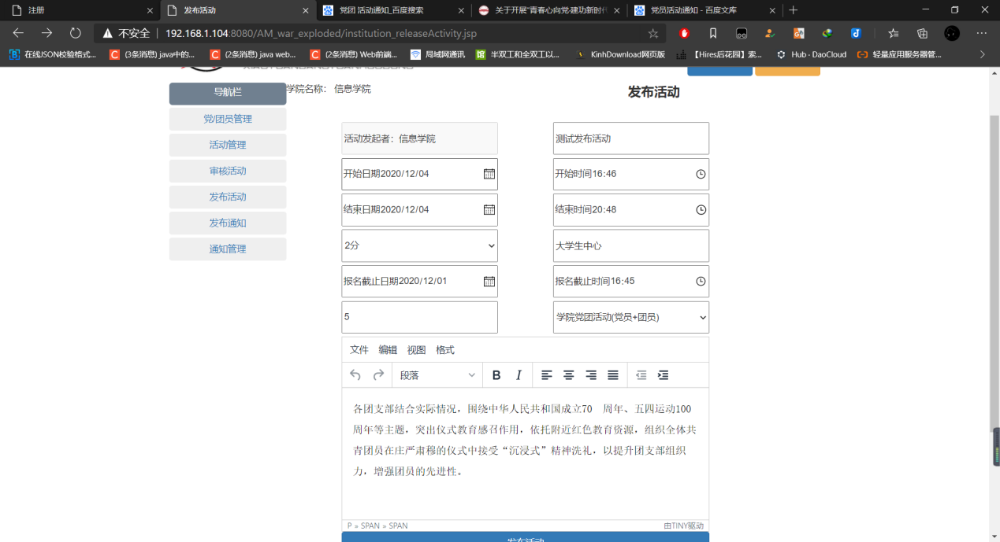 注册
发布活动
党团 活动通知_百度搜索
关于开展"青春心向党·建功新时代
党员活动通知 - 百度文库
不安全
192.168.1.104:8080/AM_war_exploded/institution_releaseActivity.jsp
在线JSON校验格式...
(3条消息) java中的...
(2条消息) java web...
(2条消息) Web前端...
局域网通讯
半双工和全双工以...
KinhDownload网页版
【Hires后花园】索...
Hub - DaoCloud
轻量应用服务器管...
导航栏
学院名称： 信息学院
发布活动
党/团员管理
活动管理
审核活动
发布活动
发布通知
通知管理
活动发起者：信息学院
测试发布活动
开始日期2020/12/04
开始时间16:46
结束日期2020/12/04
结束时间20:48
2分
大学生中心
报名截止日期2020/12/01
报名截止时间16:45
5
学院党团活动(党员+团员)
文件 编辑 视图 格式
段落 B I
各团支部结合实际情况，围绕中华人民共和国成立70 周年、五四运动100
周年等主题，突出仪式教育感召作用，依托附近红色教育资源，组织全体共
青团员在庄严肃穆的仪式中接受“沉浸式”精神洗礼，以提升团支部组织
力，增强团员的先进性。
P » SPAN » SPAN
由TINY驱动
发布活动